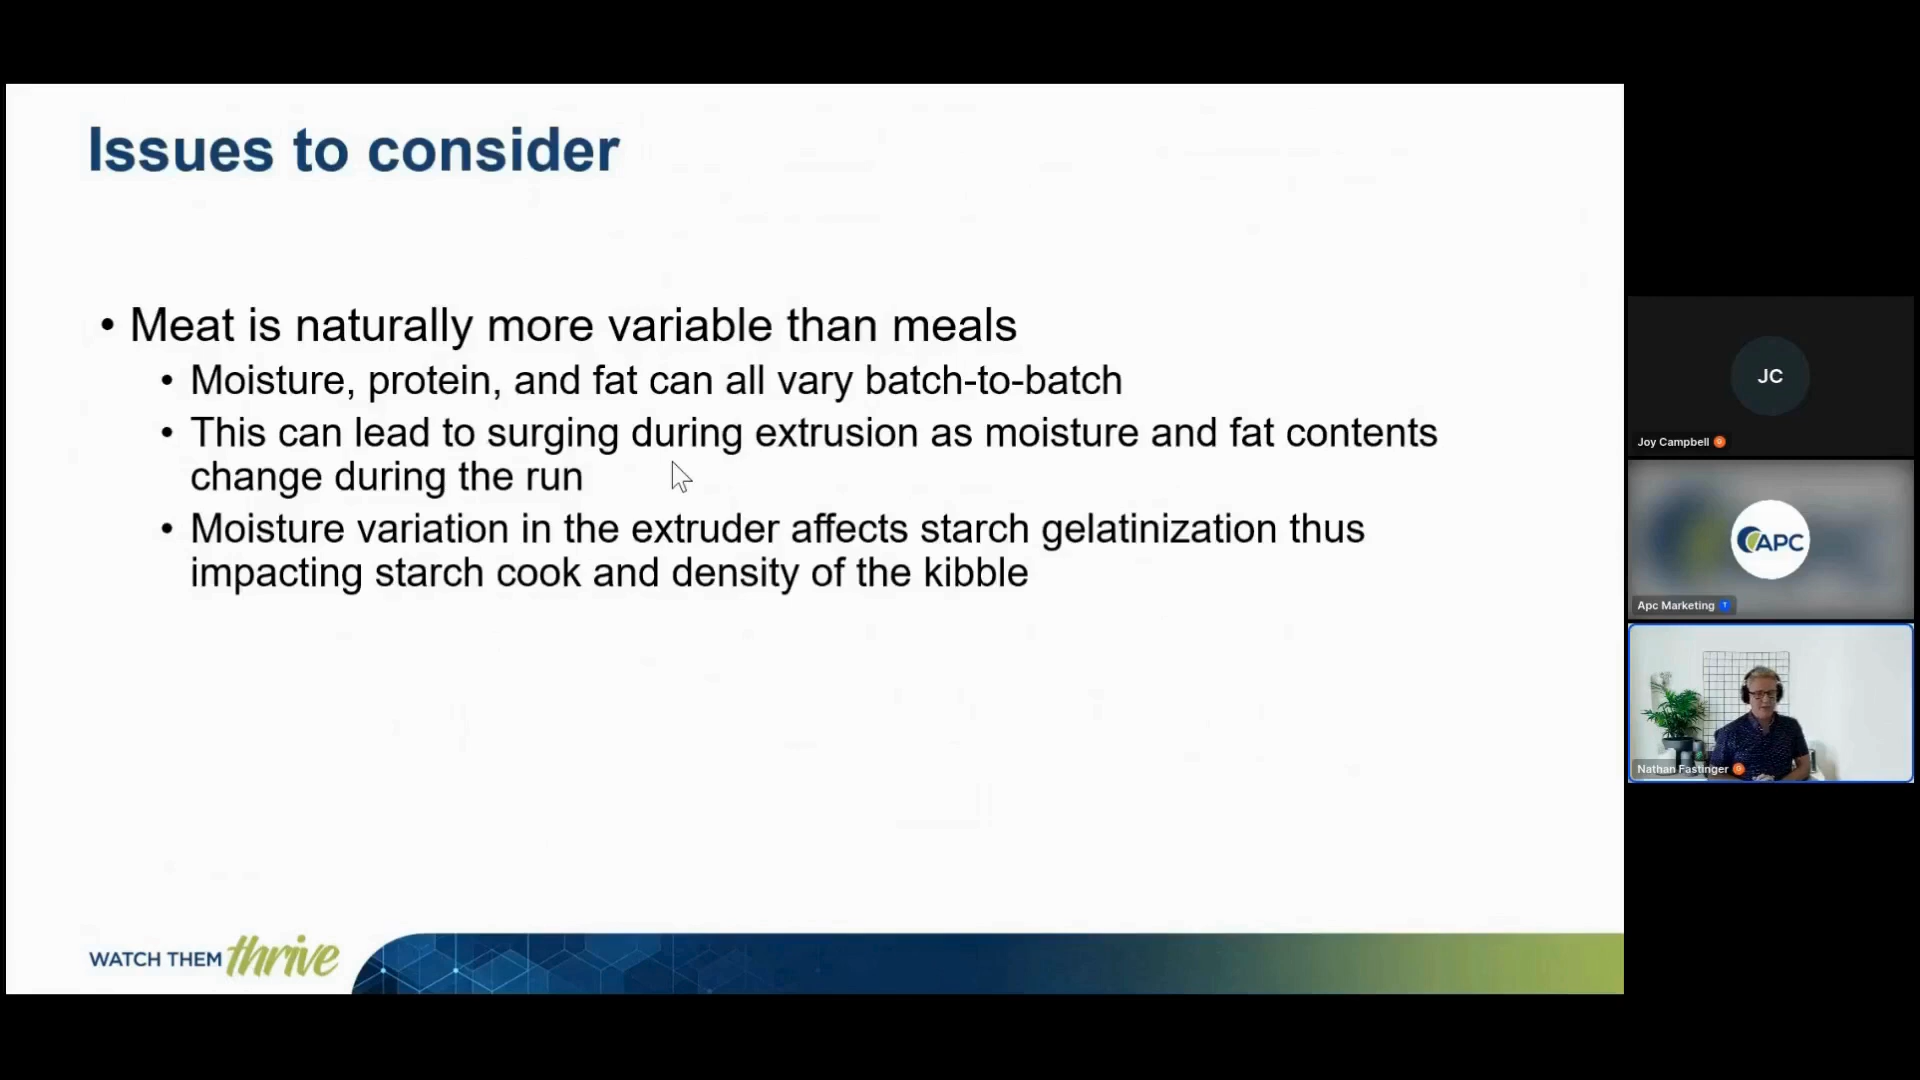 Issues to consider
• Meat is naturally more variable than meals
• Moisture, protein, and fat can all vary batch-to-batch
• This can lead to surging during extrusion as moisture and fat contents
change during the run
• Moisture variation in the extruder affects starch gelatinization thus
impacting starch cook and density of the kibble
WATCH THEM thrive
JC
Joy Campbell
APC
Apc Marketing
Nathan Fastinger